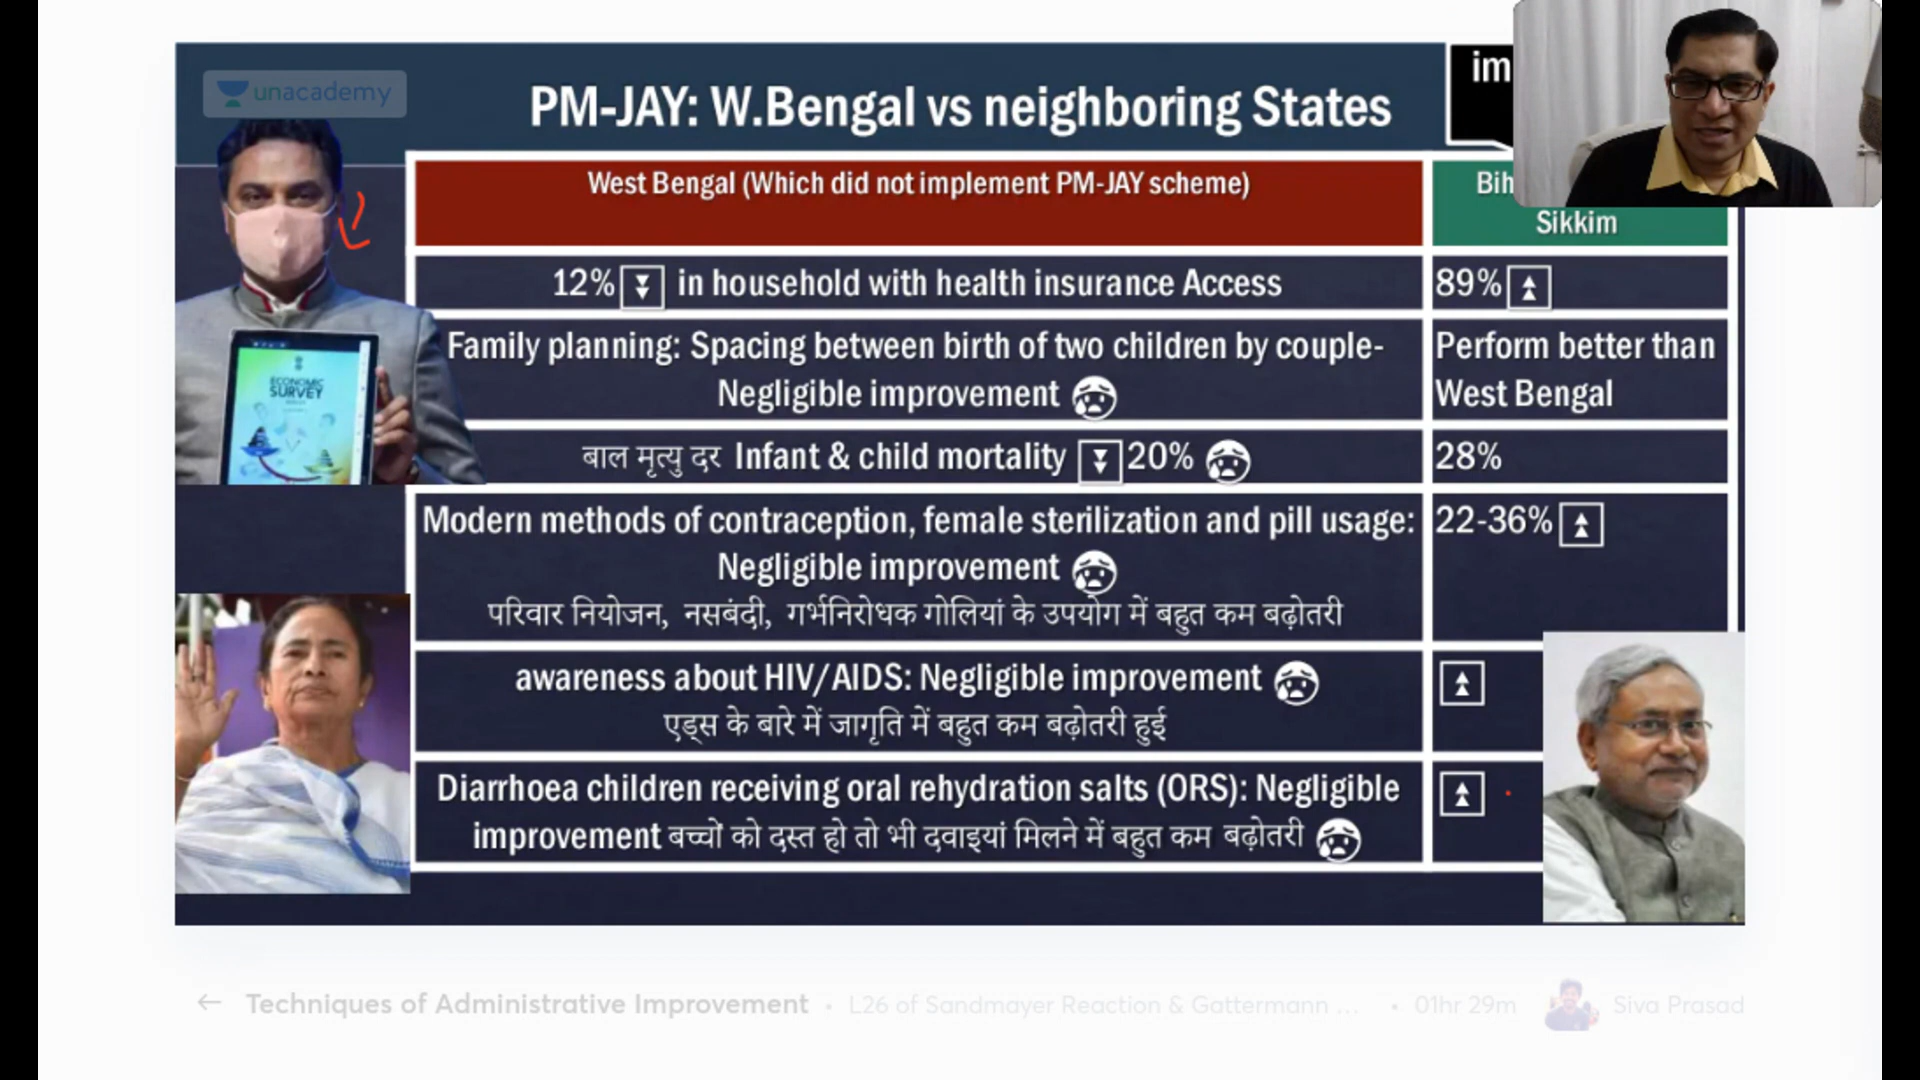 unacademy
PM-JAY: W.Bengal vs neighboring States
im
West Bengal (Which did not implement PM-JAY scheme)
Bih
Sikkim
12% in household with health insurance Access
89%
Family planning: Spacing between birth of two children by couple-
Negligible improvement
Perform better than
West Bengal
बाल मृत्यु दर Infant & child mortality 20%
28%
Modern methods of contraception, female sterilization and pill usage:
Negligible improvement
परिवार नियोजन, नसबंदी, गर्भनिरोधक गोलियां के उपयोग में बहुत कम बढ़ोतरी
22-36%
awareness about HIV/AIDS: Negligible improvement
एड्स के बारे में जागृति में बहुत कम बढ़ोतरी हुई
Diarrhoea children receiving oral rehydration salts (ORS): Negligible
improvement बच्चों को दस्त हो तो भी दवाइयां मिलने में बहुत कम बढ़ोतरी
ECONOMIC
SURVEY
← Techniques of Administrative Improvement • L26 of Sandmayer Reaction & Gattermann ... • 01hr 29m Siva Prasad